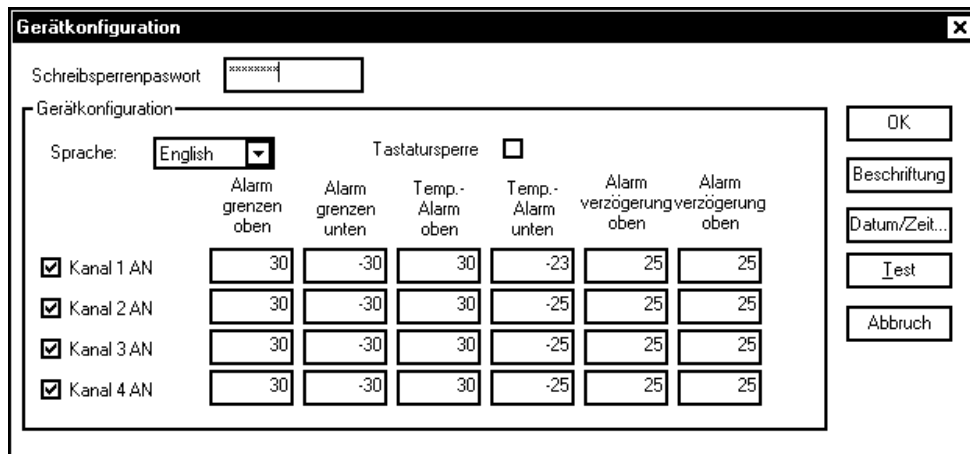 Gerätkonfiguration
Schreibsperrenpaswort ********
Gerätkonfiguration
Sprache: English Tastatursperre
Alarm grenzen oben
Alarm grenzen unten
Temp.- Alarm oben
Temp.- Alarm unten
Alarm verzögerung oben
Alarm verzögerung oben
Kanal 1 AN 30 -30 30 -23 25 25
Kanal 2 AN 30 -30 30 -25 25 25
Kanal 3 AN 30 -30 30 -25 25 25
Kanal 4 AN 30 -30 30 -25 25 25
OK
Beschriftung
Datum/Zeit...
Test
Abbruch